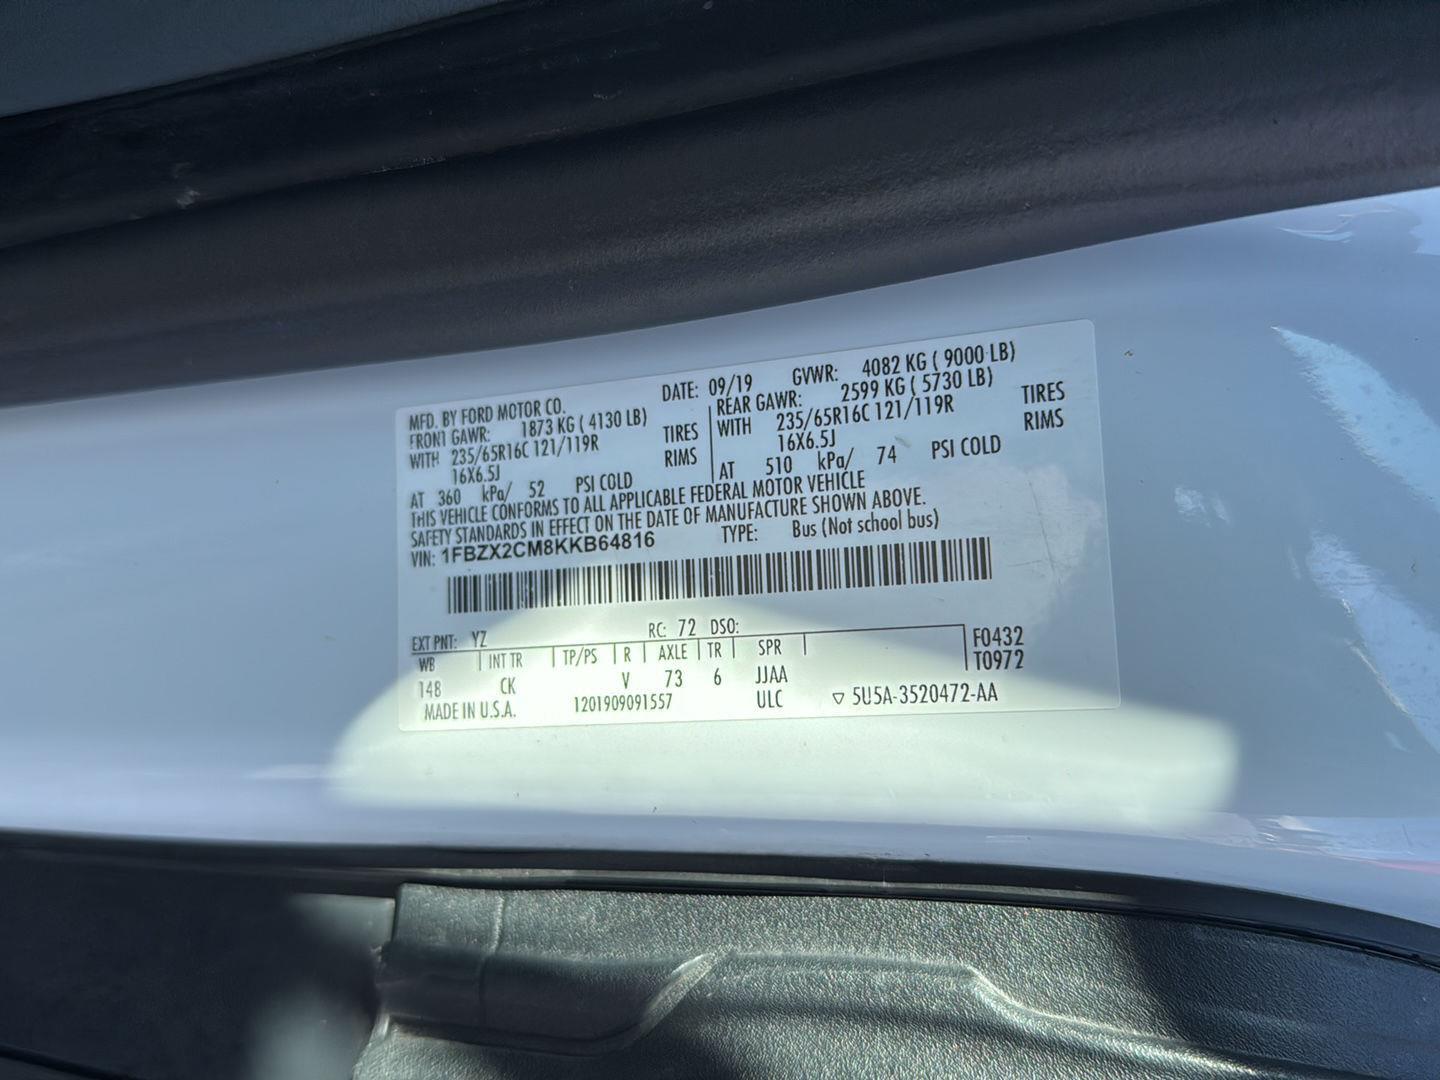 MFD. BY FORD MOTOR CO. DATE: 09/19 GVWR: 4082 KG ( 9000 LB)
FRONT GAWR: 1873 KG ( 4130 LB) REAR GAWR: 2599 KG ( 5730 LB)
WITH 235/65R16C 121/119R TIRES WITH 235/65R16C 121/119R TIRES
16X6.5J RIMS 16X6.5J RIMS
AT 360 kPa/ 52 PSI COLD AT 510 kPa/ 74 PSI COLD
THIS VEHICLE CONFORMS TO ALL APPLICABLE FEDERAL MOTOR VEHICLE
SAFETY STANDARDS IN EFFECT ON THE DATE OF MANUFACTURE SHOWN ABOVE.
VIN: 1FBZX2CM8KKB64816 TYPE: Bus (Not school bus)
EXT PNT: YZ RC: 72 DSO:
WB INT TR TP/PS R AXLE TR SPR F0432
148 CK V 73 6 JJAA T0972
MADE IN U.S.A. 1201909091557 ULC ▽ 5U5A-3520472-AA